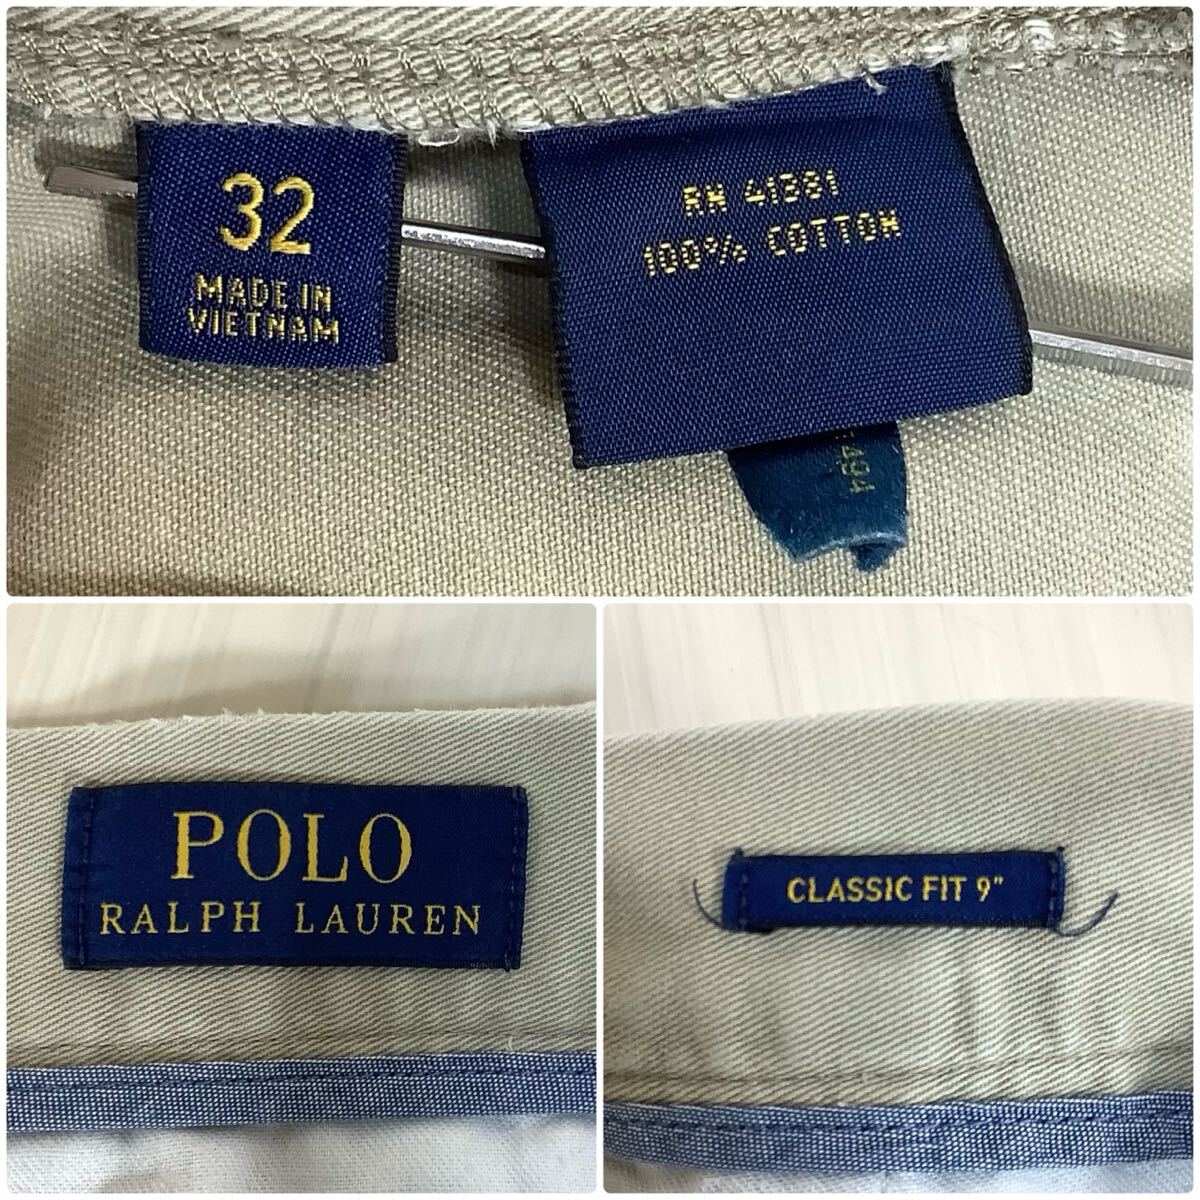 32
MADE IN
VIETNAM
RN 41381
100% COTTON
POLO
RALPH LAUREN
CLASSIC FIT 9"